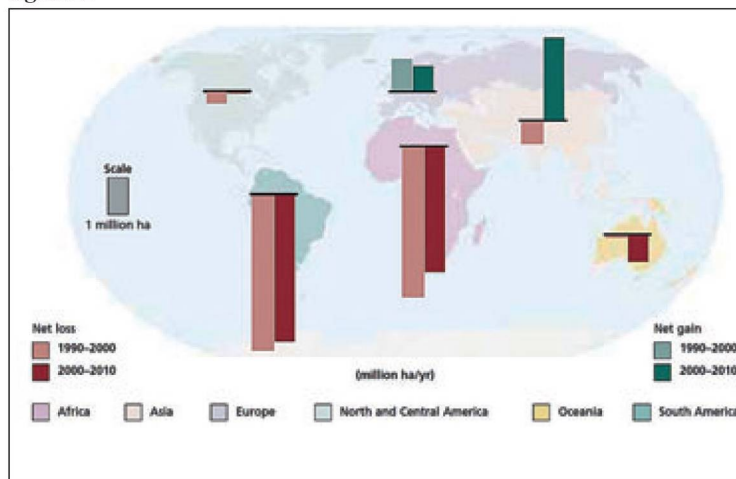 Scale
1 million ha
Net loss
1990–2000
2000–2010
Net gain
1990–2000
2000–2010
(million ha/yr)
Africa
Asia
Europe
North and Central America
Oceania
South America